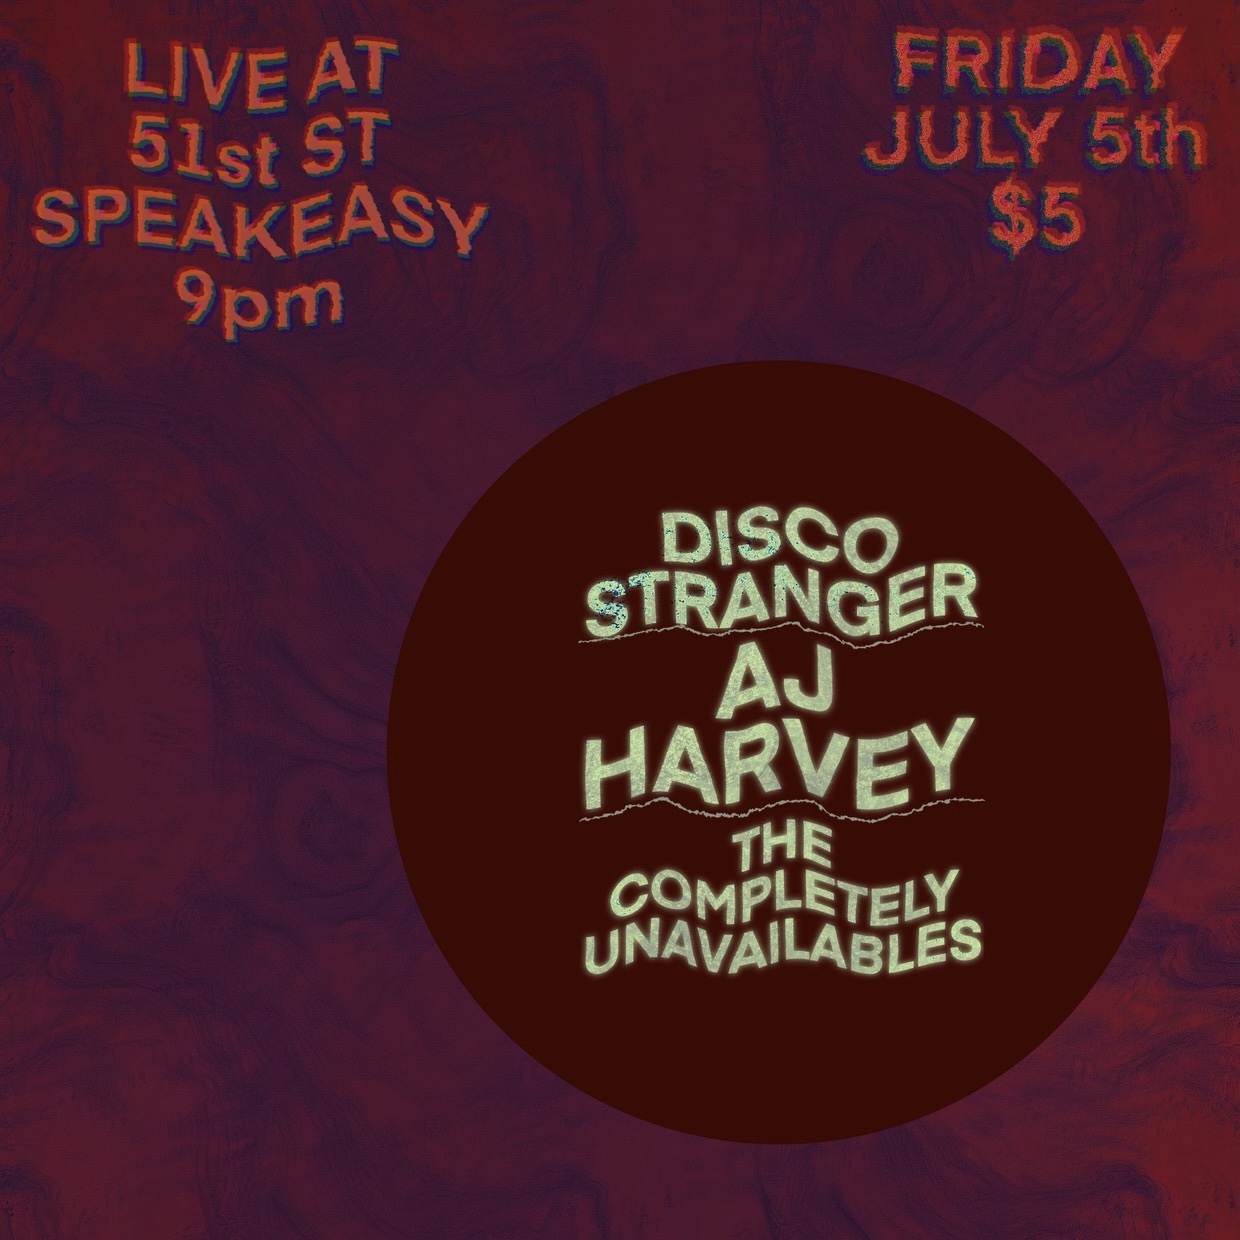 LIVE AT
51st ST
SPEAKEASY
9pm
FRIDAY
JULY 5th
$5
DISCO
STRANGER
AJ
HARVEY
THE
COMPLETELY
UNAVAILABLES